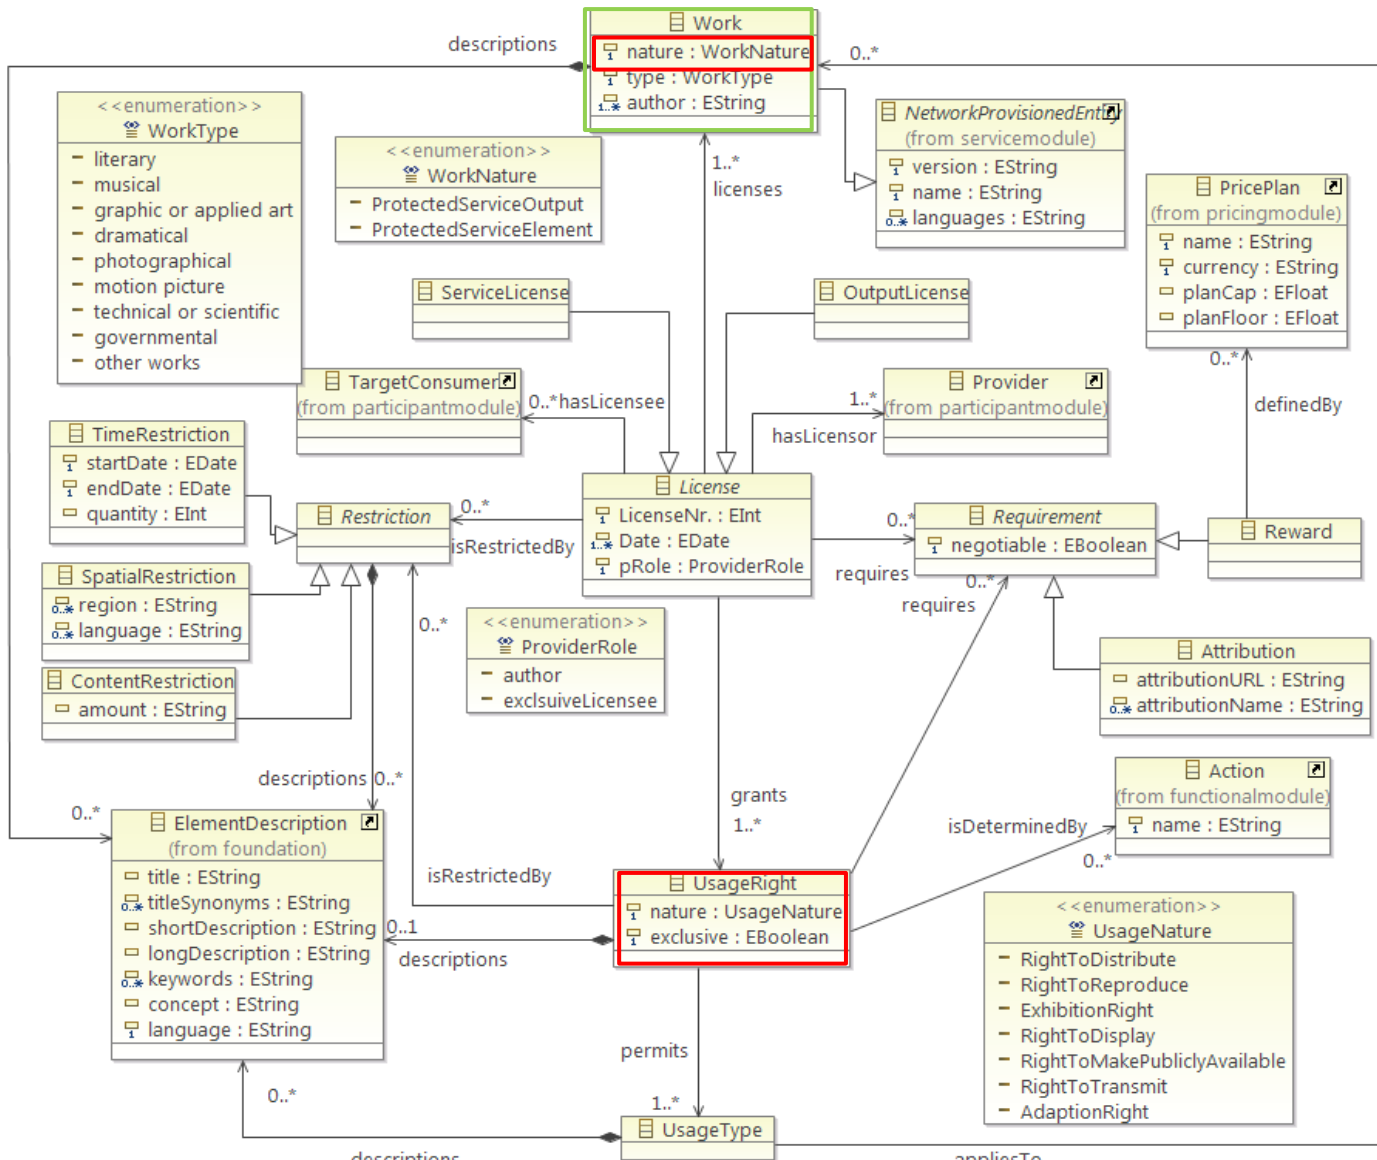 Work
nature : WorkNature
type : WorkType
author : EString
descriptions
0..*
<<enumeration>>
WorkType
literary
musical
graphic or applied art
dramatical
photographical
motion picture
technical or scientific
governmental
other works
<<enumeration>>
WorkNature
ProtectedServiceOutput
ProtectedServiceElement
1..*
licenses
NetworkProvisionedEntity
(from servicemodule)
version : EString
name : EString
languages : EString
PricePlan
(from pricingmodule)
name : EString
currency : EString
planCap : EFloat
planFloor : EFloat
0..*
definedBy
ServiceLicense
OutputLicense
TargetConsumer
(from participantmodule)
0..*
hasLicensee
Provider
(from participantmodule)
1..*
hasLicensor
TimeRestriction
startDate : EDate
endDate : EDate
quantity : EInt
Restriction
0..*
isRestrictedBy
License
LicenseNr. : EInt
Date : EDate
pRole : ProviderRole
0..*
requires
Requirement
negotiable : EBoolean
Reward
0..*
requires
SpatialRestriction
region : EString
language : EString
ContentRestriction
amount : EString
0..*
<<enumeration>>
ProviderRole
author
exclsuiveLicensee
Attribution
attributionURL : EString
attributionName : EString
descriptions
0..*
0..*
grants
1..*
Action
(from functionalmodule)
name : EString
isDeterminedBy
0..*
ElementDescription
(from foundation)
title : EString
titleSynonyms : EString
shortDescription : EString
longDescription : EString
keywords : EString
concept : EString
language : EString
isRestrictedBy
0..1
descriptions
UsageRight
nature : UsageNature
exclusive : EBoolean
<<enumeration>>
UsageNature
RightToDistribute
RightToReproduce
ExhibitionRight
RightToDisplay
RightToMakePubliclyAvailable
RightToTransmit
AdaptionRight
permits
1..*
0..*
UsageType
descriptions
appliesTo